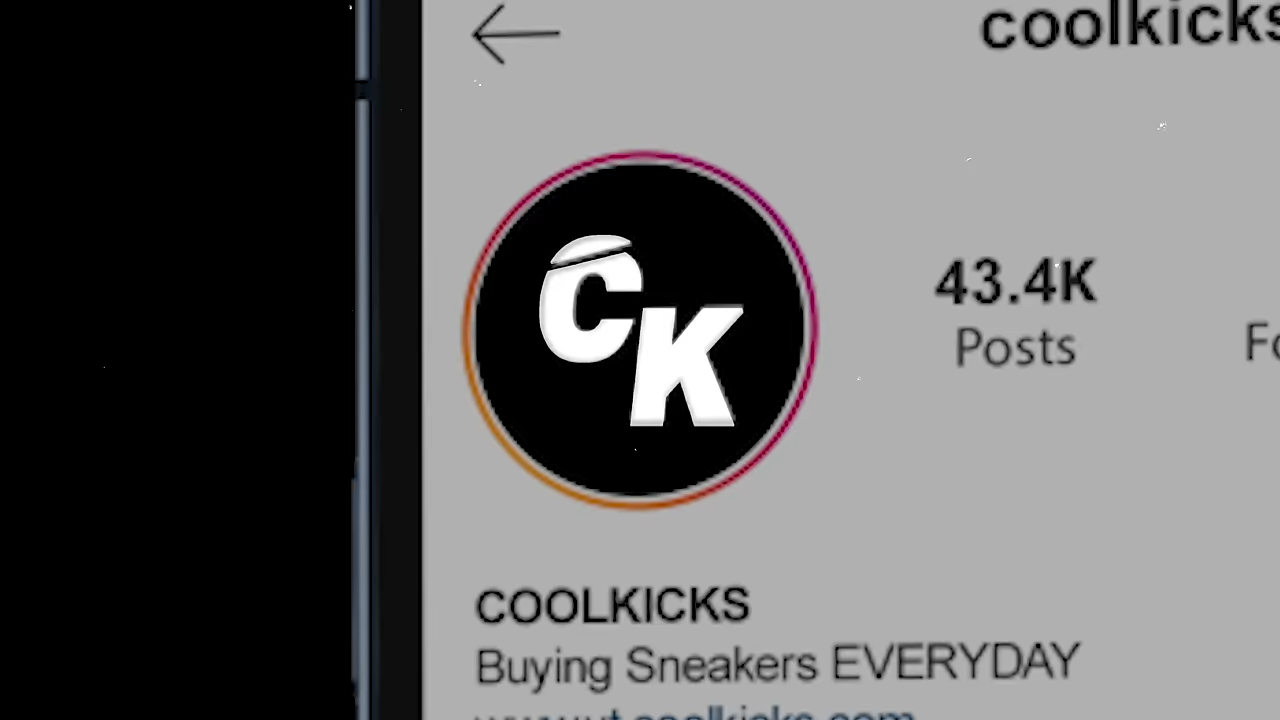 coolkicks
CK
43.4K
Posts
COOLKICKS
Buying Sneakers EVERYDAY